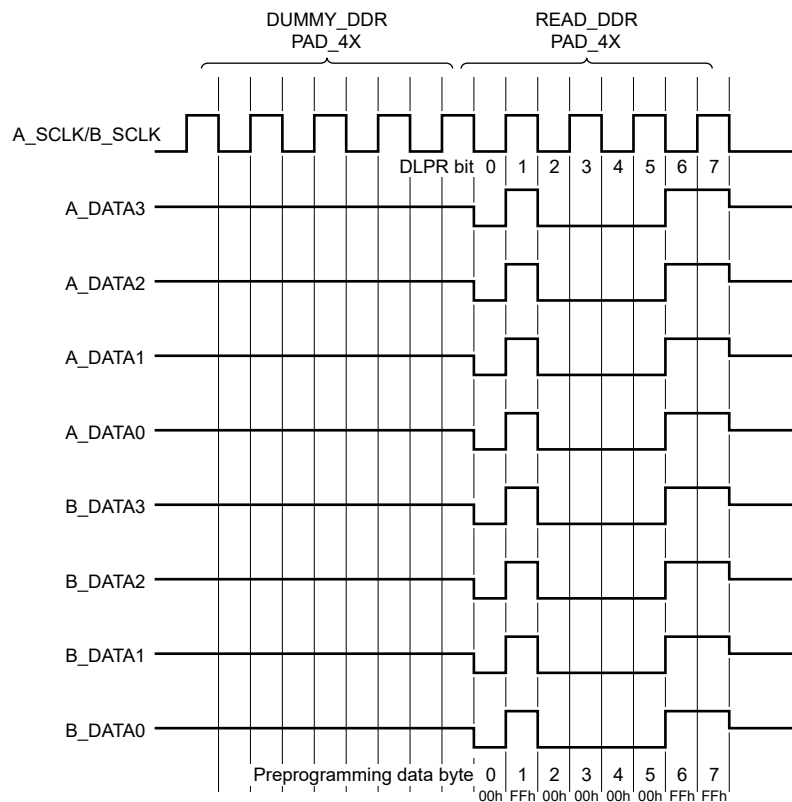 DUMMY_DDR READ_DDR
PAD_4X PAD_4X
A_SCLK/B_SCLK
DLPR bit 0 1 2 3 4 5 6 7
A_DATA3
A_DATA2
A_DATA1
A_DATA0
B_DATA3
B_DATA2
B_DATA1
B_DATA0
Preprogramming data byte 0 1 2 3 4 5 6 7
00h FFh 00h 00h 00h 00h FFh FFh